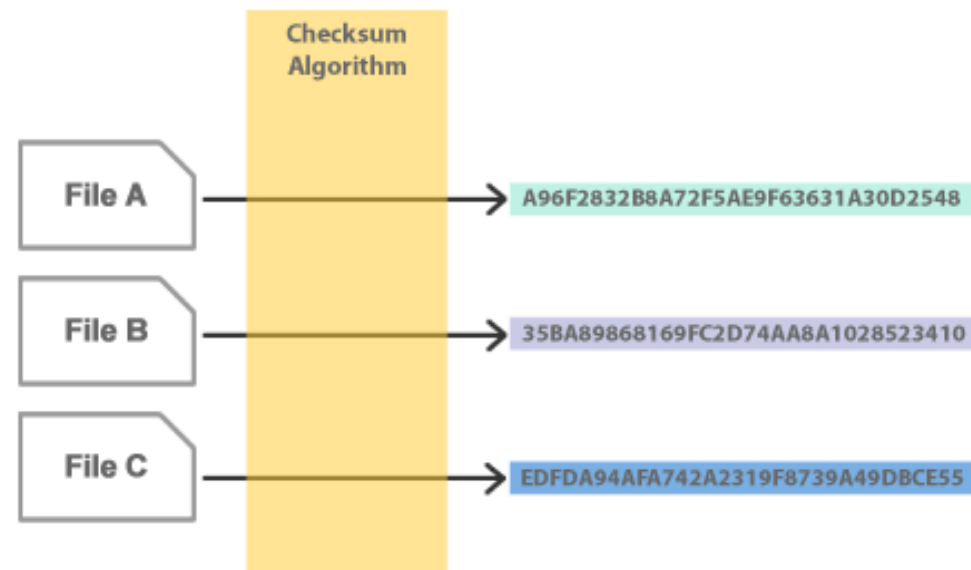 Checksum
Algorithm
File A
A96F2832B8A72F5AE9F63631A30D2548
File B
35BA89868169FC2D74AA8A1028523410
File C
EDFDA94AFA742A2319F8739A49DBCE55